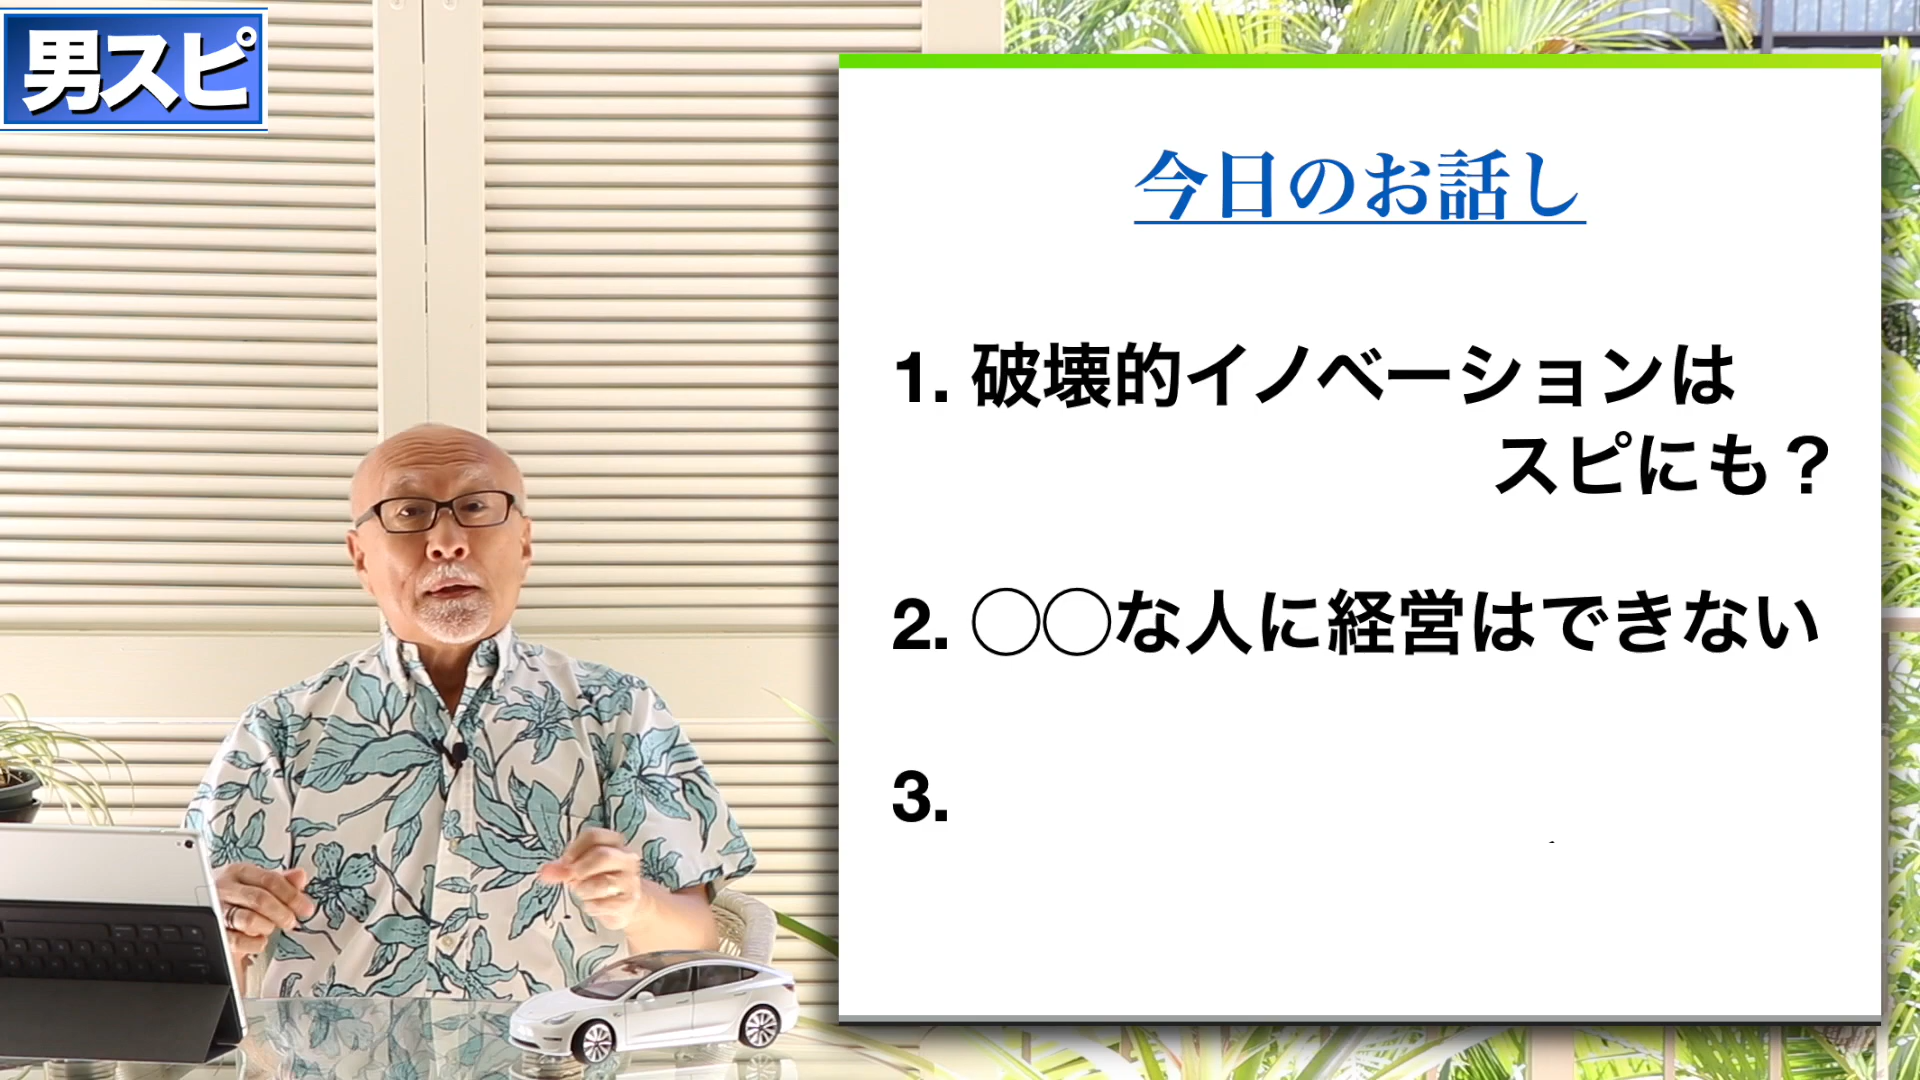 男スピ
今日のお話し
1. 破壊的イノベーションは
スピにも？
2. ◯◯な人に経営はできない
3.